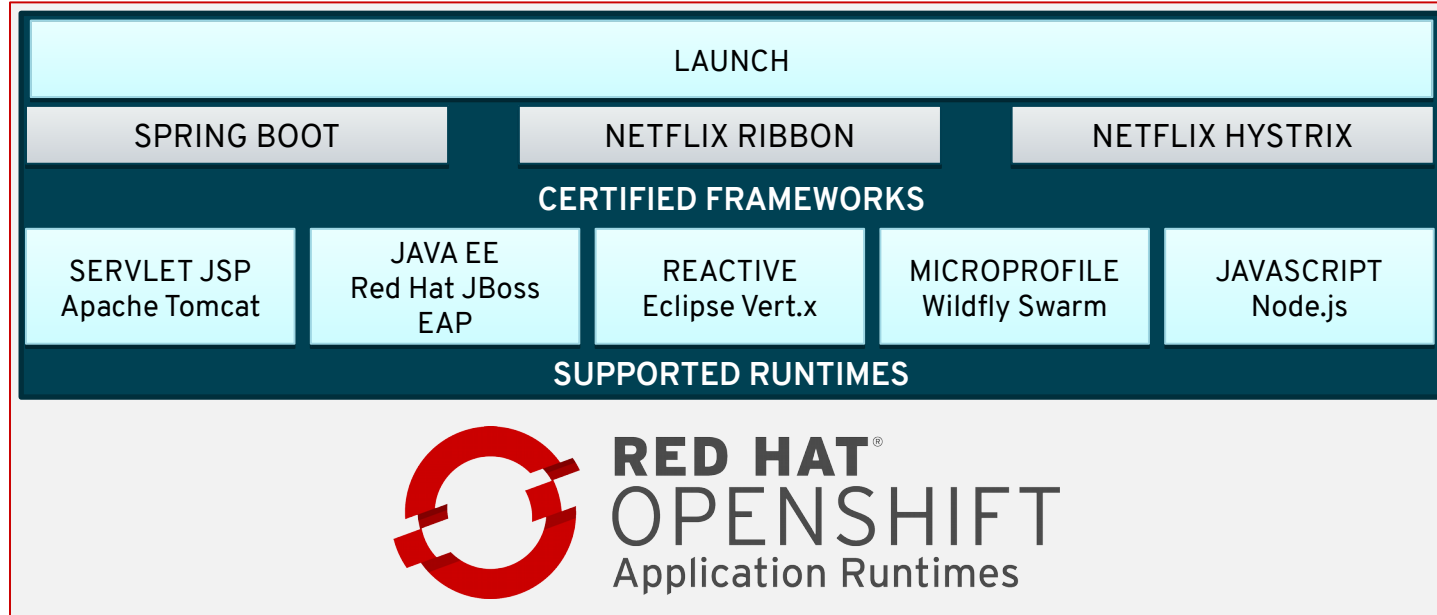 LAUNCH
SPRING BOOT
NETFLIX RIBBON
NETFLIX HYSTRIX
CERTIFIED FRAMEWORKS
SERVLET JSP
Apache Tomcat
JAVA EE
Red Hat JBoss
EAP
REACTIVE
Eclipse Vert.x
MICROPROFILE
Wildfly Swarm
JAVASCRIPT
Node.js
SUPPORTED RUNTIMES
RED HAT®
OPENSHIFT
Application Runtimes